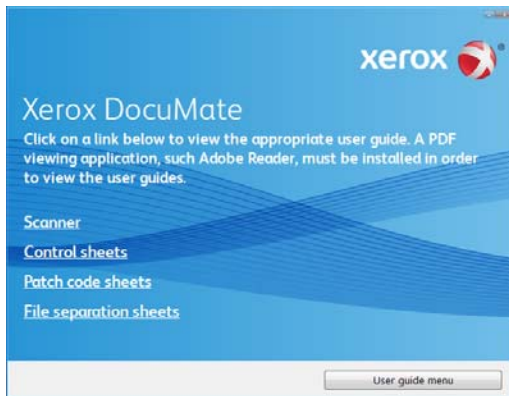 xerox
Xerox DocuMate
Click on a link below to view the appropriate user guide. A PDF
viewing application, such Adobe Reader, must be installed in order
to view the user guides.
Scanner
Control sheets
Patch code sheets
File separation sheets
User guide menu